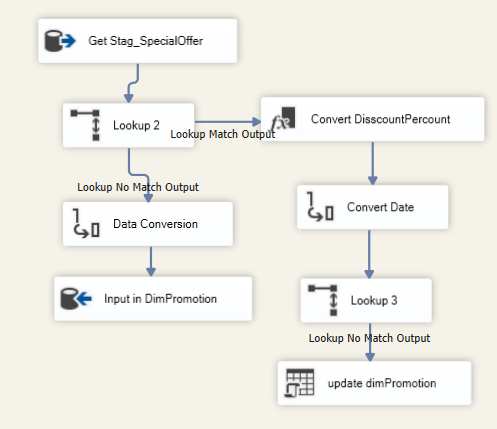 Get Stag_SpecialOffer
Lookup 2
Lookup Match Output
Convert DisscountPercount
Lookup No Match Output
Data Conversion
Convert Date
Input in DimPromotion
Lookup 3
Lookup No Match Output
update dimPromotion